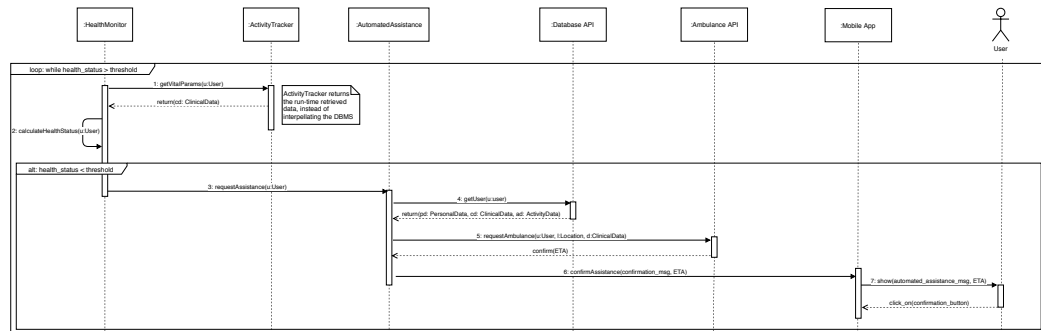 :HealthMonitor
:ActivityTracker
:AutomatedAssistance
:Database API
:Ambulance API
:Mobile App
User
loop: while health_status > threshold
1: getVitalParams(u:User)
ActivityTracker returns
the run-time retrieved
data, instead of
interpellating the DBMS
return(cd: ClinicalData)
2: calculateHealthStatus(u:User)
alt: health_status < threshold
3: requestAssistance(u:User)
4: getUser(u:user)
return(pd: PersonalData, cd: ClinicalData, ad: ActivityData)
5: requestAmbulance(u:User, l:Location, d:ClinicalData)
confirm(ETA)
6: confirmAssistance(confirmation_msg, ETA)
7: show(automated_assistance_msg, ETA)
click_on(confirmation_button)